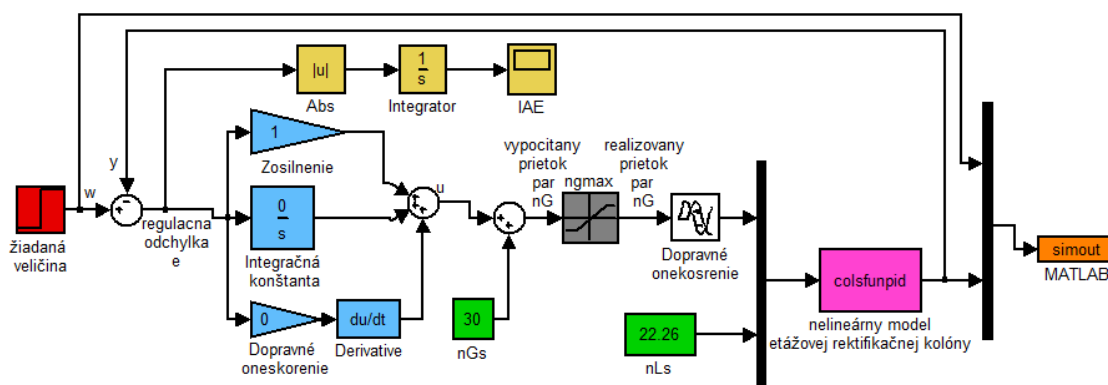 |u|
Abs
1
s
Integrator
IAE
1
Zosilnenie
y
w
u
žiadaná
veličina
regulacna
odchylka
e
0
s
Integračná
konštanta
0
Dopravné
oneskorenie
du/dt
Derivative
30
nGs
vypocitany
prietok
par
nG
ngmax
realizovany
prietok
par
nG
Dopravné
onekosrenie
22.26
nLs
colsfunpid
nelineárny model
etážovej rektifikačnej kolóny
simout
MATLAB